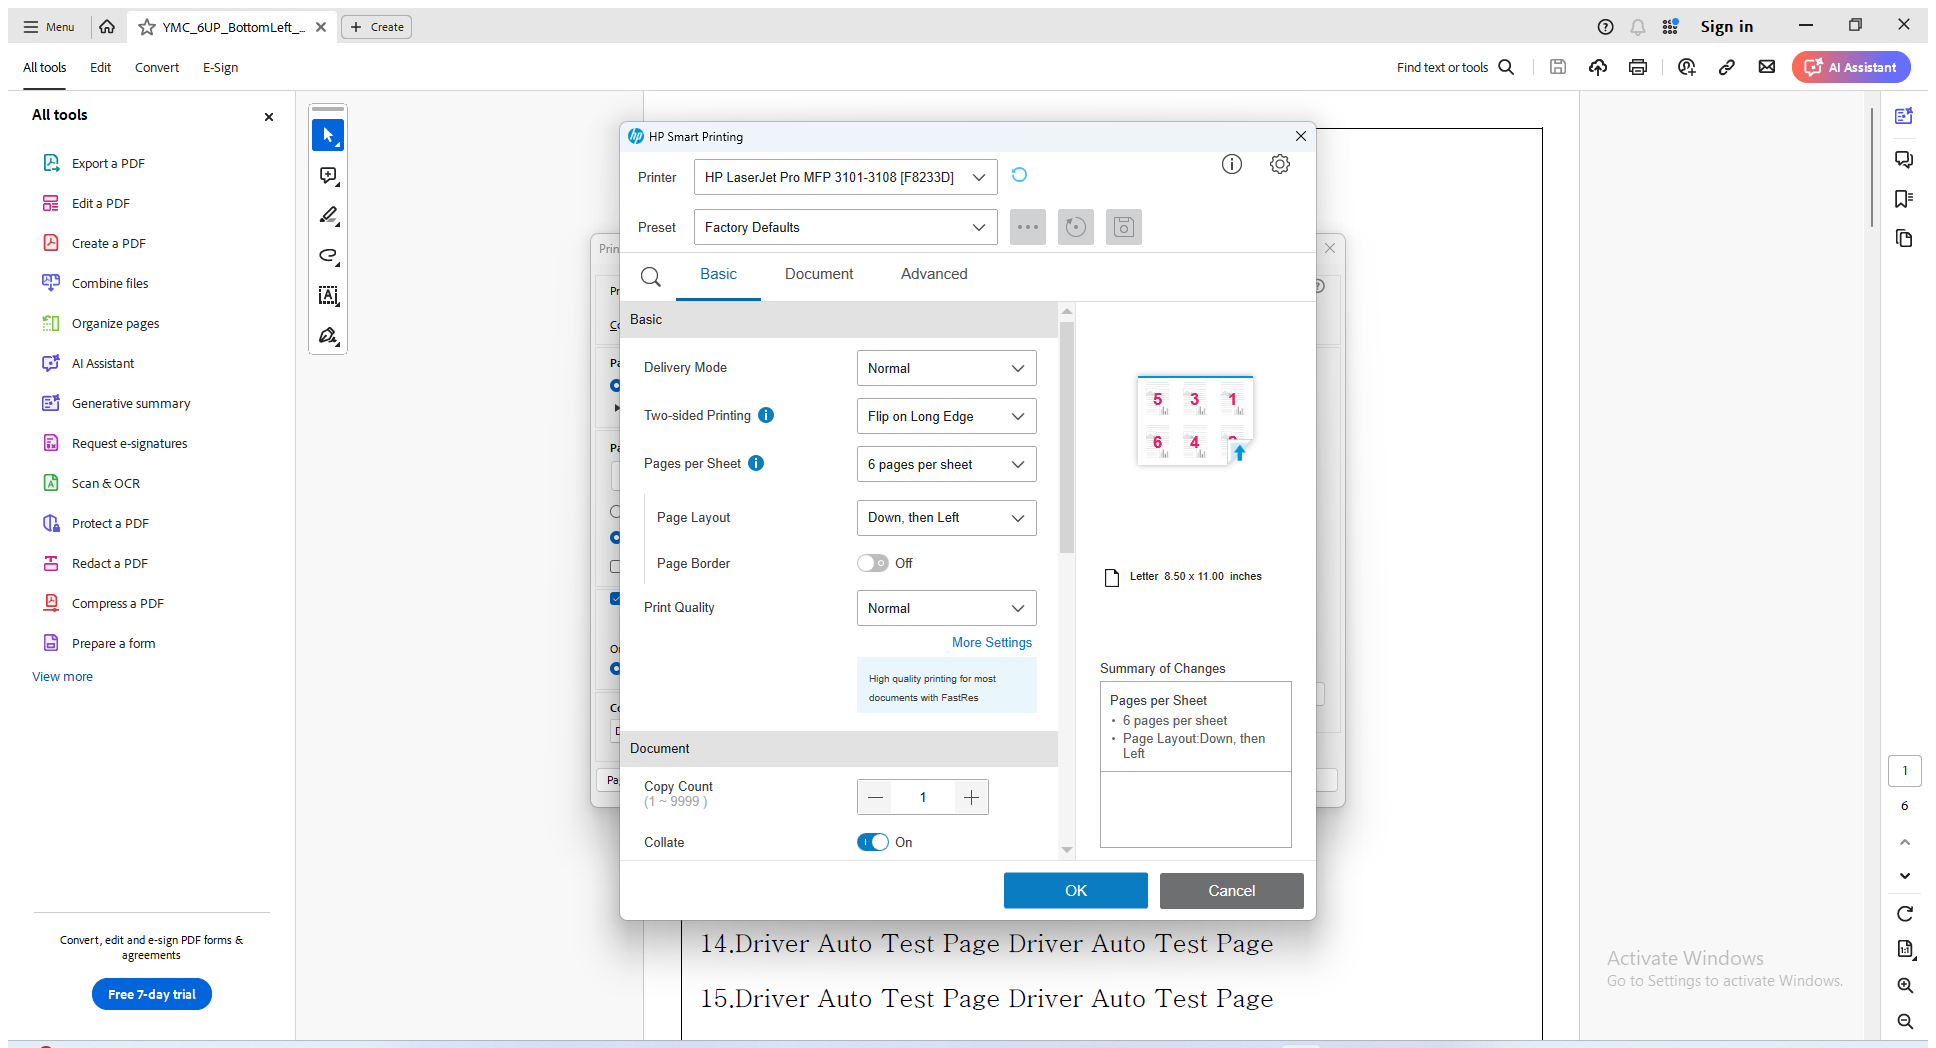 Menu
YMC_6UP_BottomLeft_...
Create
Sign in
All tools
Edit
Convert
E-Sign
Find text or tools
AI Assistant
All tools
Export a PDF
Edit a PDF
Create a PDF
Combine files
Organize pages
AI Assistant
Generative summary
Request e-signatures
Scan & OCR
Protect a PDF
Redact a PDF
Compress a PDF
Prepare a form
View more
Convert, edit and e-sign PDF forms &
agreements
Free 7-day trial
HP Smart Printing
Printer
HP LaserJet Pro MFP 3101-3108 [F8233D]
Preset
Factory Defaults
Basic
Document
Advanced
Basic
Delivery Mode
Normal
Two-sided Printing
Flip on Long Edge
Pages per Sheet
6 pages per sheet
Page Layout
Down, then Left
Page Border
Off
Print Quality
Normal
More Settings
High quality printing for most
documents with FastRes
Document
Copy Count
(1 ~ 9999 )
1
Collate
On
5 3 1
6 4
Letter 8.50 x 11.00 inches
Summary of Changes
Pages per Sheet
• 6 pages per sheet
• Page Layout:Down, then
Left
OK
Cancel
14.Driver Auto Test Page Driver Auto Test Page
15.Driver Auto Test Page Driver Auto Test Page
1
6
Activate Windows
Go to Settings to activate Windows.